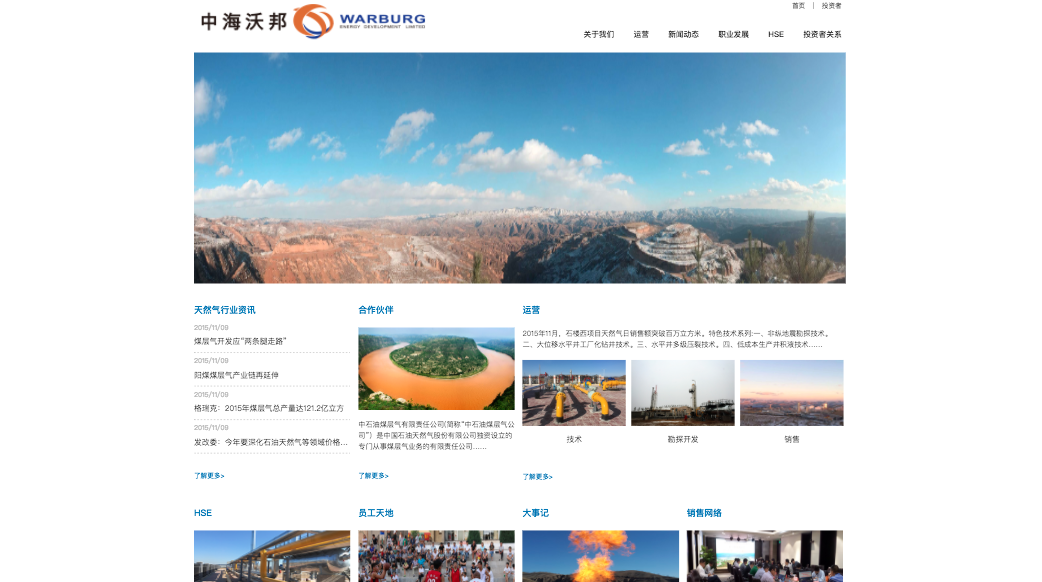 首页 | 投资者
中海沃邦 WARBURG
ENERGY DEVELOPMENT LIMITED
关于我们 运营 新闻动态 职业发展 HSE 投资者关系
天然气行业资讯
2015/11/09
煤层气开发应“两条腿走路”
2015/11/09
阳煤煤层气产业链再延伸
2015/11/09
格瑞克：2015年煤层气总产量达121.2亿立方
2015/11/09
发改委：今年要深化石油天然气等领域价格...
了解更多>
合作伙伴
中石油煤层气有限责任公司(简称“中石油煤层气公
司”）是中国石油天然气股份有限公司独资设立的
专门从事煤层气业务的有限责任公司......
了解更多>
运营
2015年11月，石楼西项目天然气日销售额突破百万立方米。特色技术系列:一、非纵地震勘探技术。
二、大位移水平井工厂化钻井技术。三、水平井多级压裂技术。四、低成本生产井积液技术......
技术 勘探开发 销售
了解更多>
HSE 员工天地 大事记 销售网络